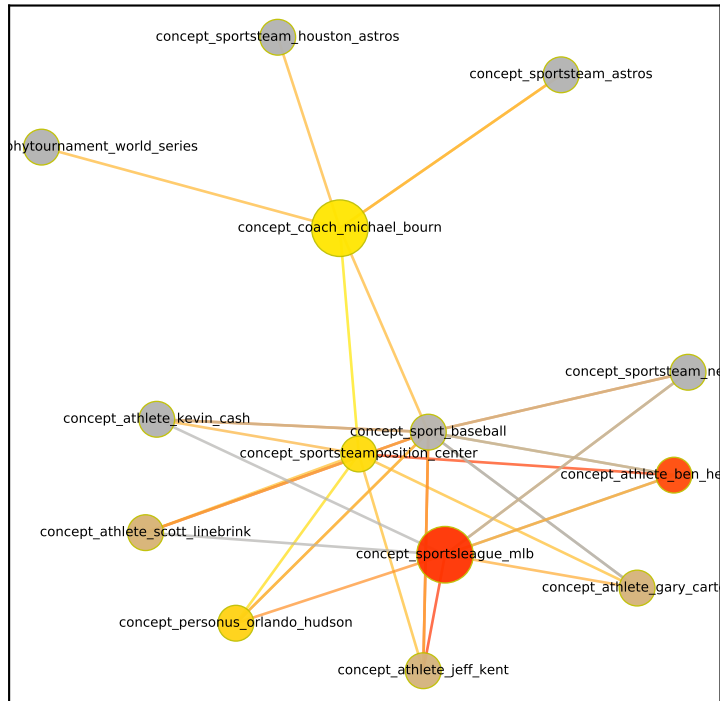 concept_sportsteam_houston_astros
concept_sportsteam_astros
phytournament_world_series
concept_coach_michael_bourn
concept_sportsteam_ne
concept_athlete_kevin_cash
concept_sport_baseball
concept_sportsteamposition_center
concept_athlete_ben_he
concept_athlete_scott_linebrink
concept_sportsleague_mlb
concept_athlete_gary_cart
concept_personus_orlando_hudson
concept_athlete_jeff_kent